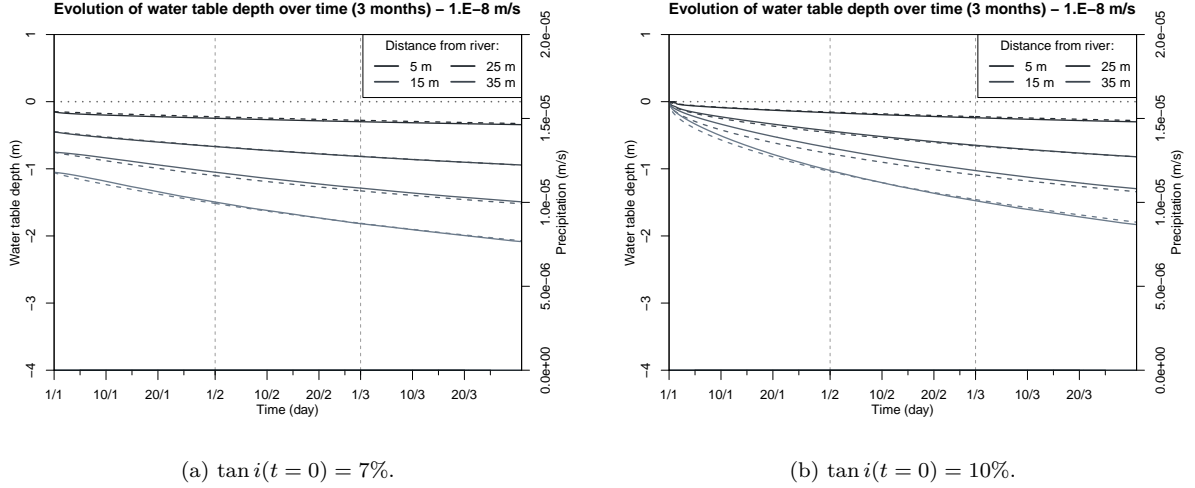 Evolution of water table depth over time (3 months) − 1.E−8 m/s
Distance from river:
5 m 25 m
15 m 35 m
Water table depth (m)
1
0
−1
−2
−3
−4
Precipitation (m/s)
2.0e−05
1.5e−05
1.0e−05
5.0e−06
0.0e+00
1/1 10/1 20/1 1/2 10/2 20/2 1/3 10/3 20/3
Time (day)
(a) tan i(t = 0) = 7%.
Evolution of water table depth over time (3 months) − 1.E−8 m/s
Distance from river:
5 m 25 m
15 m 35 m
Water table depth (m)
1
0
−1
−2
−3
−4
Precipitation (m/s)
2.0e−05
1.5e−05
1.0e−05
5.0e−06
0.0e+00
1/1 10/1 20/1 1/2 10/2 20/2 1/3 10/3 20/3
Time (day)
(b) tan i(t = 0) = 10%.